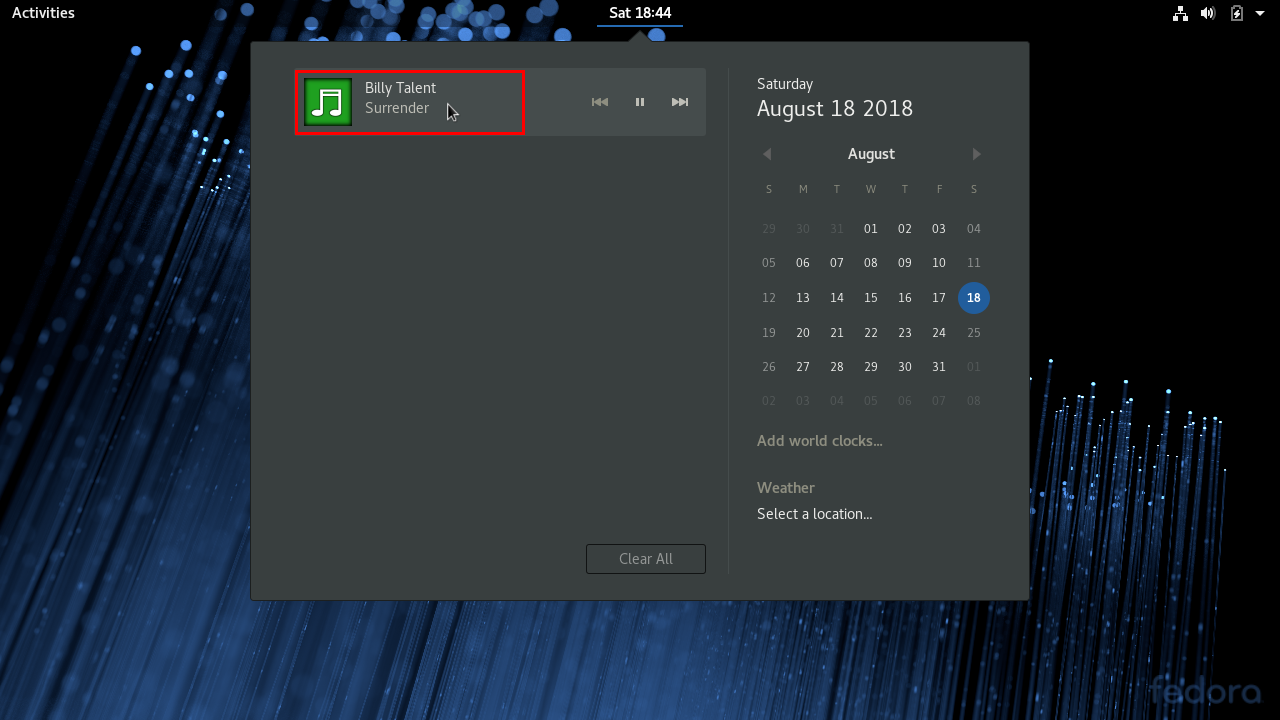 Activities
Sat 18:44
Billy Talent
Surrender
Saturday
August 18 2018
August
S M T W T F S
29 30 31 01 02 03 04
05 06 07 08 09 10 11
12 13 14 15 16 17 18
19 20 21 22 23 24 25
26 27 28 29 30 31 01
02 03 04 05 06 07 08
Add world clocks...
Weather
Select a location...
Clear All
fedora